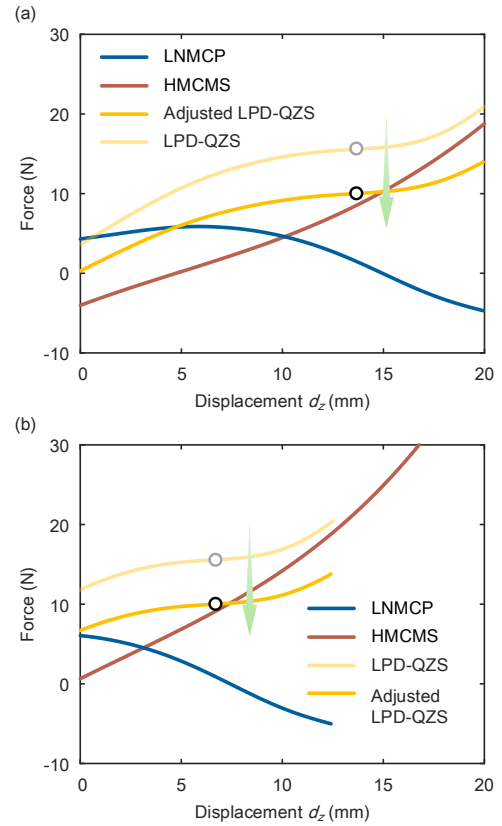 (a)
LNMCP
HMCMS
Adjusted LPD-QZS
LPD-QZS
30
20
10
0
-10
Force (N)
0
5
10
15
20
Displacement dz (mm)
(b)
30
20
10
0
-10
Force (N)
LNMCP
HMCMS
LPD-QZS
Adjusted
LPD-QZS
0
5
10
15
20
Displacement dz (mm)